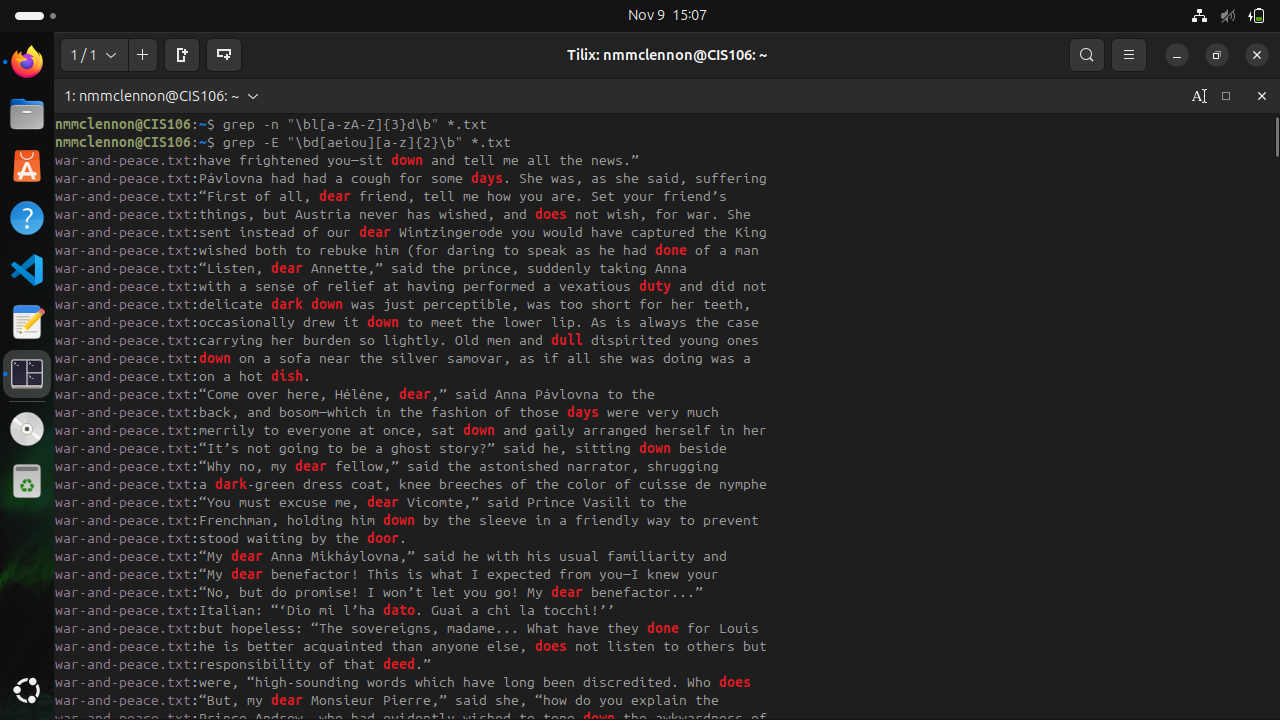 Nov 9 15:07
1 / 1
Tilix: nmmclennon@CIS106: ~
1: nmmclennon@CIS106: ~
nmmclennon@CIS106:~$ grep -n "\bl[a-zA-Z]{3}d\b" *.txt
nmmclennon@CIS106:~$ grep -E "\bd[aeiou][a-z]{2}\b" *.txt
war-and-peace.txt:have frightened you—sit down and tell me all the news.”
war-and-peace.txt:Pávlovna had had a cough for some days. She was, as she said, suffering
war-and-peace.txt:“First of all, dear friend, tell me how you are. Set your friend’s
war-and-peace.txt:things, but Austria never has wished, and does not wish, for war. She
war-and-peace.txt:sent instead of our dear Wintzingerode you would have captured the King
war-and-peace.txt:wished both to rebuke him (for daring to speak as he had done of a man
war-and-peace.txt:“Listen, dear Annette,” said the prince, suddenly taking Anna
war-and-peace.txt:with a sense of relief at having performed a vexatious duty and did not
war-and-peace.txt:delicate dark down was just perceptible, was too short for her teeth,
war-and-peace.txt:occasionally drew it down to meet the lower lip. As is always the case
war-and-peace.txt:carrying her burden so lightly. Old men and dull dispirited young ones
war-and-peace.txt:down on a sofa near the silver samovar, as if all she was doing was a
war-and-peace.txt:on a hot dish.
war-and-peace.txt:“Come over here, Hélène, dear,” said Anna Pávlovna to the
war-and-peace.txt:back, and bosom—which in the fashion of those days were very much
war-and-peace.txt:merrily to everyone at once, sat down and gaily arranged herself in her
war-and-peace.txt:“It’s not going to be a ghost story?” said he, sitting down beside
war-and-peace.txt:“Why no, my dear fellow,” said the astonished narrator, shrugging
war-and-peace.txt:a dark-green dress coat, knee breeches of the color of cuisse de nymphe
war-and-peace.txt:“You must excuse me, dear Vicomte,” said Prince Vasili to the
war-and-peace.txt:Frenchman, holding him down by the sleeve in a friendly way to prevent
war-and-peace.txt:stood waiting by the door.
war-and-peace.txt:“My dear Anna Mikháylovna,” said he with his usual familiarity and
war-and-peace.txt:“My dear benefactor! This is what I expected from you—I knew your
war-and-peace.txt:“No, but do promise! I won’t let you go! My dear benefactor...”
war-and-peace.txt:Italian: “‘Dio mi l’ha dato. Guai a chi la tocchi!’’
war-and-peace.txt:but hopeless: “The sovereigns, madame... What have they done for Louis
war-and-peace.txt:he is better acquainted than anyone else, does not listen to others but
war-and-peace.txt:responsibility of that deed.”
war-and-peace.txt:were, “high-sounding words which have long been discredited. Who does
war-and-peace.txt:“But, my dear Monsieur Pierre,” said she, “how do you explain the
war-and-peace.txt:Prince Andrew, who had evidently wished to tone down the awkwardness of